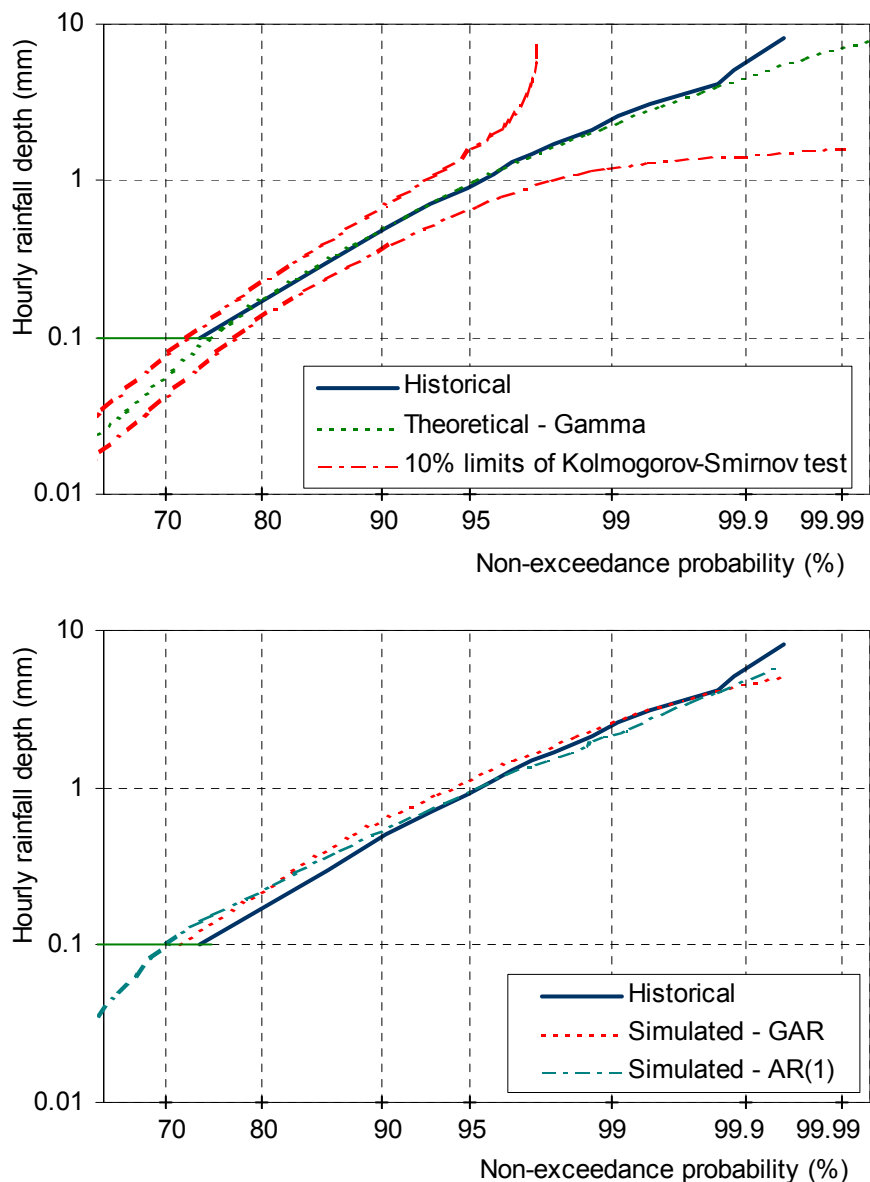 10
1
0.1
0.01
Hourly rainfall depth (mm)
Historical
Theoretical - Gamma
10% limits of Kolmogorov-Smirnov test
70 80 90 95 99 99.9 99.99
Non-exceedance probability (%)
10
1
0.1
0.01
Hourly rainfall depth (mm)
Historical
Simulated - GAR
Simulated - AR(1)
70 80 90 95 99 99.9 99.99
Non-exceedance probability (%)